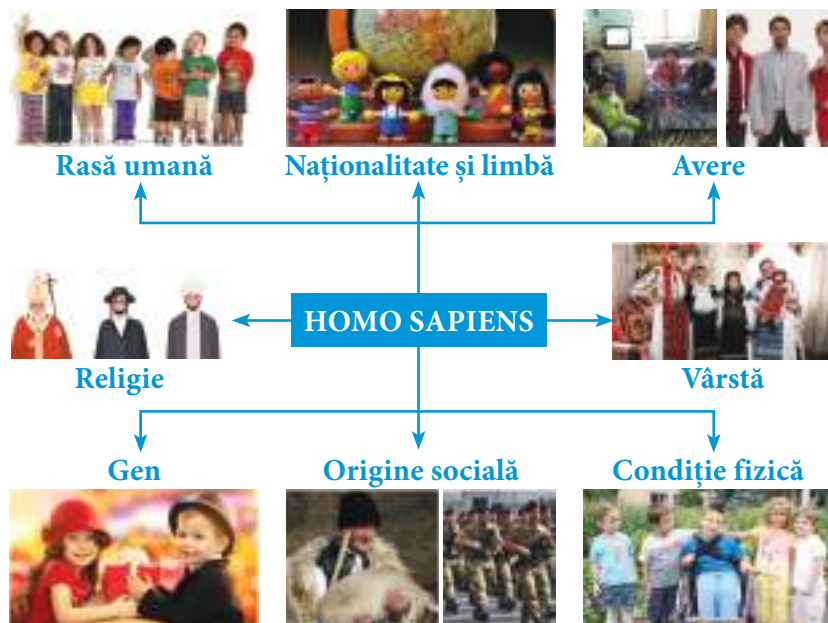 Rasă umană
Naționalitate și limbă
Avere
HOMO SAPIENS
Religie
Vârstă
Gen
Origine socială
Condiție fizică